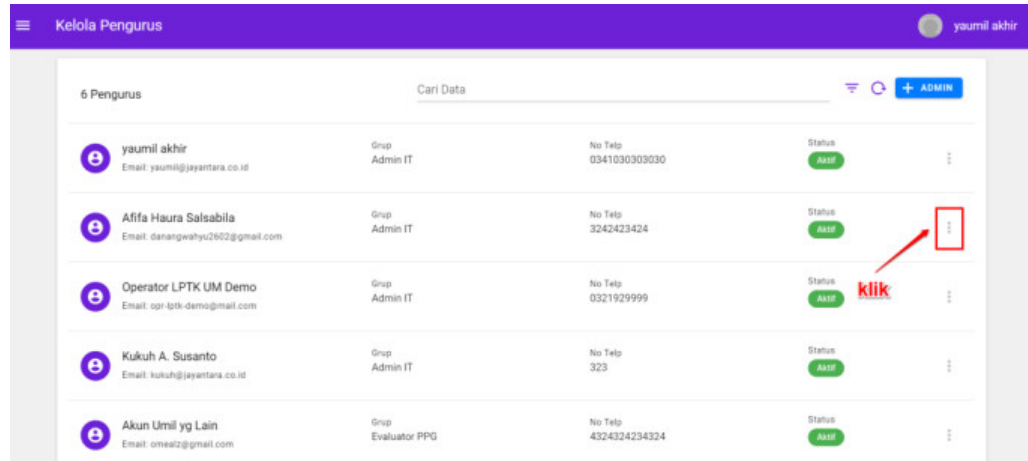 Kelola Pengurus
yaumil akhir
6 Pengurus
Cari Data
+ ADMIN
yaumil akhir
Email: yaumil@jayantara.co.id
Grup
Admin IT
No Telp
0341030303030
Status
Aktif
Afifa Haura Salsabila
Email: danangwahyu2602@gmail.com
Grup
Admin IT
No Telp
3242423424
Status
Aktif
klik
Operator LPTK UM Demo
Email: opr-lptk-demo@mail.com
Grup
Admin IT
No Telp
0321929999
Status
Aktif
Kukuh A. Susanto
Email: kukuh@jayantara.co.id
Grup
Admin IT
No Telp
323
Status
Aktif
Akun Umil yg Lain
Email: omealz@gmail.com
Grup
Evaluator PPG
No Telp
4324324234324
Status
Aktif